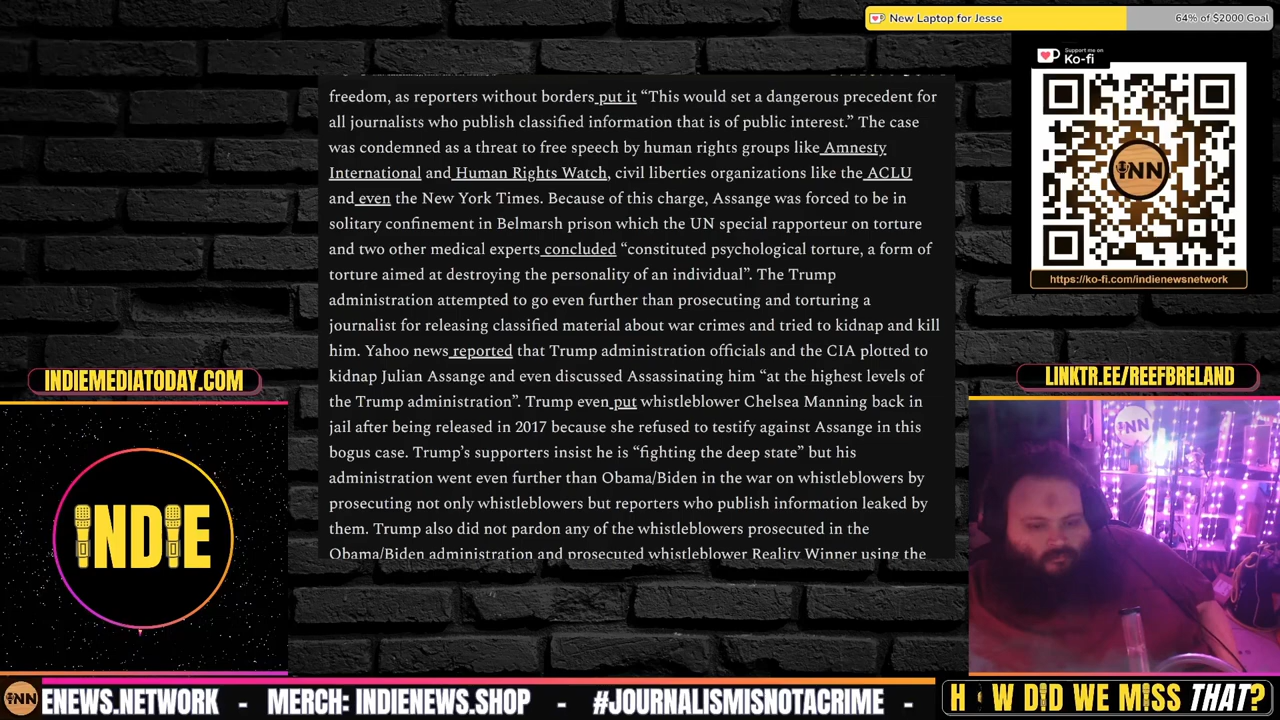 New Laptop for Jesse
64% of $2000 Goal
Support me on
Ko-fi
INN
https://ko-fi.com/indienewsnetwork
freedom, as reporters without borders put it “This would set a dangerous precedent for
all journalists who publish classified information that is of public interest.” The case
was condemned as a threat to free speech by human rights groups like Amnesty
International and Human Rights Watch, civil liberties organizations like the ACLU
and even the New York Times. Because of this charge, Assange was forced to be in
solitary confinement in Belmarsh prison which the UN special rapporteur on torture
and two other medical experts concluded “constituted psychological torture, a form of
torture aimed at destroying the personality of an individual”. The Trump
administration attempted to go even further than prosecuting and torturing a
journalist for releasing classified material about war crimes and tried to kidnap and kill
him. Yahoo news reported that Trump administration officials and the CIA plotted to
kidnap Julian Assange and even discussed Assassinating him “at the highest levels of
the Trump administration”. Trump even put whistleblower Chelsea Manning back in
jail after being released in 2017 because she refused to testify against Assange in this
bogus case. Trump’s supporters insist he is “fighting the deep state” but his
administration went even further than Obama/Biden in the war on whistleblowers by
prosecuting not only whistleblowers but reporters who publish information leaked by
them. Trump also did not pardon any of the whistleblowers prosecuted in the
Obama/Biden administration and prosecuted whistleblower Reality Winner using the
INDIEMEDIATODAY.COM
LINKTR.EE/REEFBRELAND
INDIE
INN
INN
ENEWS.NETWORK - MERCH: INDIENEWS.SHOP - #JOURNALISMISNOTACRIME -
HOW DID WE MISS THAT?